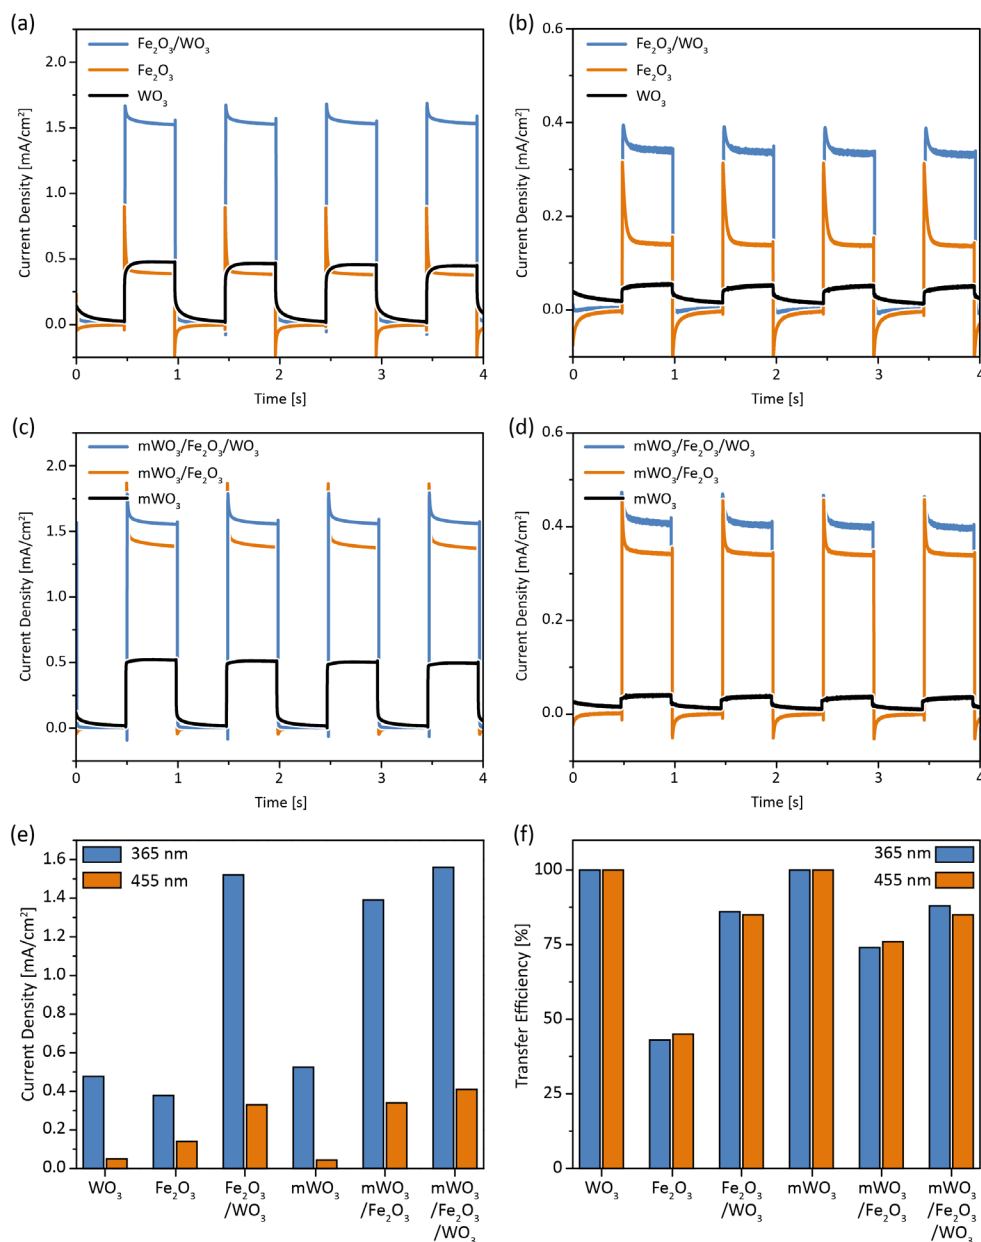 (a)
2.0
1.5
1.0
0.5
0.0
Current Density [mA/cm²]
Fe₂O₃/WO₃
Fe₂O₃
WO₃
0 1 2 3 4
Time [s]
(b)
0.6
0.4
0.2
0.0
Current Density [mA/cm²]
Fe₂O₃/WO₃
Fe₂O₃
WO₃
0 1 2 3 4
Time [s]
(c)
2.0
1.5
1.0
0.5
0.0
Current Density [mA/cm²]
mWO₃/Fe₂O₃/WO₃
mWO₃/Fe₂O₃
mWO₃
0 1 2 3 4
Time [s]
(d)
0.6
0.4
0.2
0.0
Current Density [mA/cm²]
mWO₃/Fe₂O₃/WO₃
mWO₃/Fe₂O₃
mWO₃
0 1 2 3 4
Time [s]
(e)
1.6
1.4
1.2
1.0
0.8
0.6
0.4
0.2
0.0
Current Density [mA/cm²]
365 nm
455 nm
WO₃ Fe₂O₃ Fe₂O₃ mWO₃ mWO₃ mWO₃
/WO₃ /Fe₂O₃ /Fe₂O₃
/WO₃
(f)
100
75
50
25
0
Transfer Efficiency [%]
365 nm
455 nm
WO₃ Fe₂O₃ Fe₂O₃ mWO₃ mWO₃ mWO₃
/WO₃ /Fe₂O₃ /Fe₂O₃
/WO₃